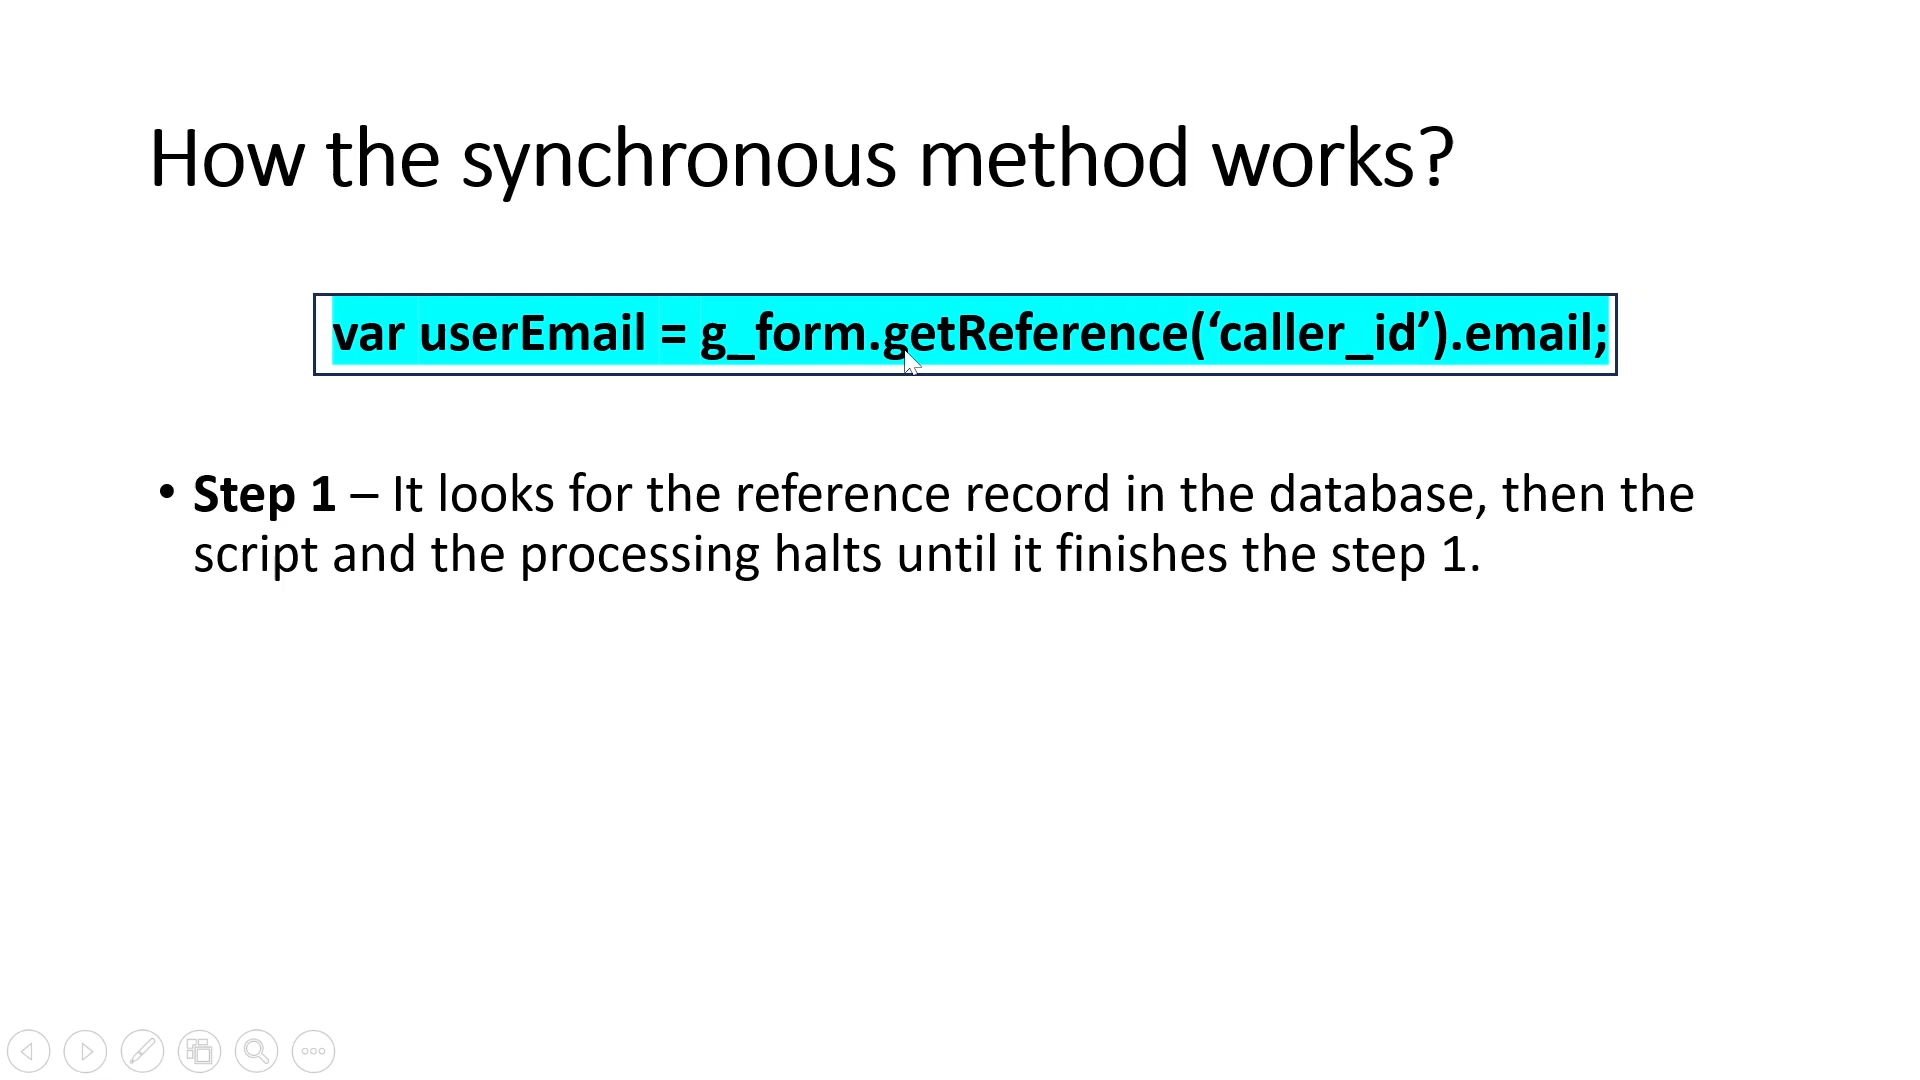 How the synchronous method works?
var userEmail = g_form.getReference(‘caller_id’).email;
• Step 1 – It looks for the reference record in the database, then the
script and the processing halts until it finishes the step 1.